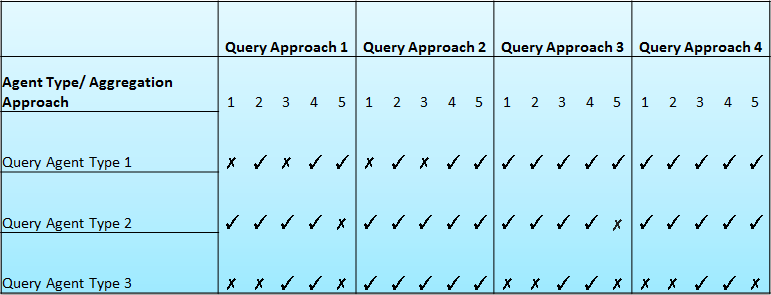 Query Approach 1 Query Approach 2 Query Approach 3 Query Approach 4
Agent Type/ Aggregation
Approach 1 2 3 4 5 1 2 3 4 5 1 2 3 4 5 1 2 3 4 5
Query Agent Type 1 ✗ ✓ ✗ ✓ ✓ ✗ ✓ ✗ ✓ ✓ ✓ ✓ ✓ ✓ ✓ ✓ ✓ ✓ ✓ ✓
Query Agent Type 2 ✓ ✓ ✓ ✓ ✗ ✓ ✓ ✓ ✓ ✓ ✓ ✓ ✓ ✓ ✗ ✓ ✓ ✓ ✓ ✓
Query Agent Type 3 ✗ ✗ ✓ ✓ ✗ ✓ ✓ ✓ ✓ ✓ ✗ ✗ ✓ ✓ ✗ ✗ ✗ ✓ ✓ ✗